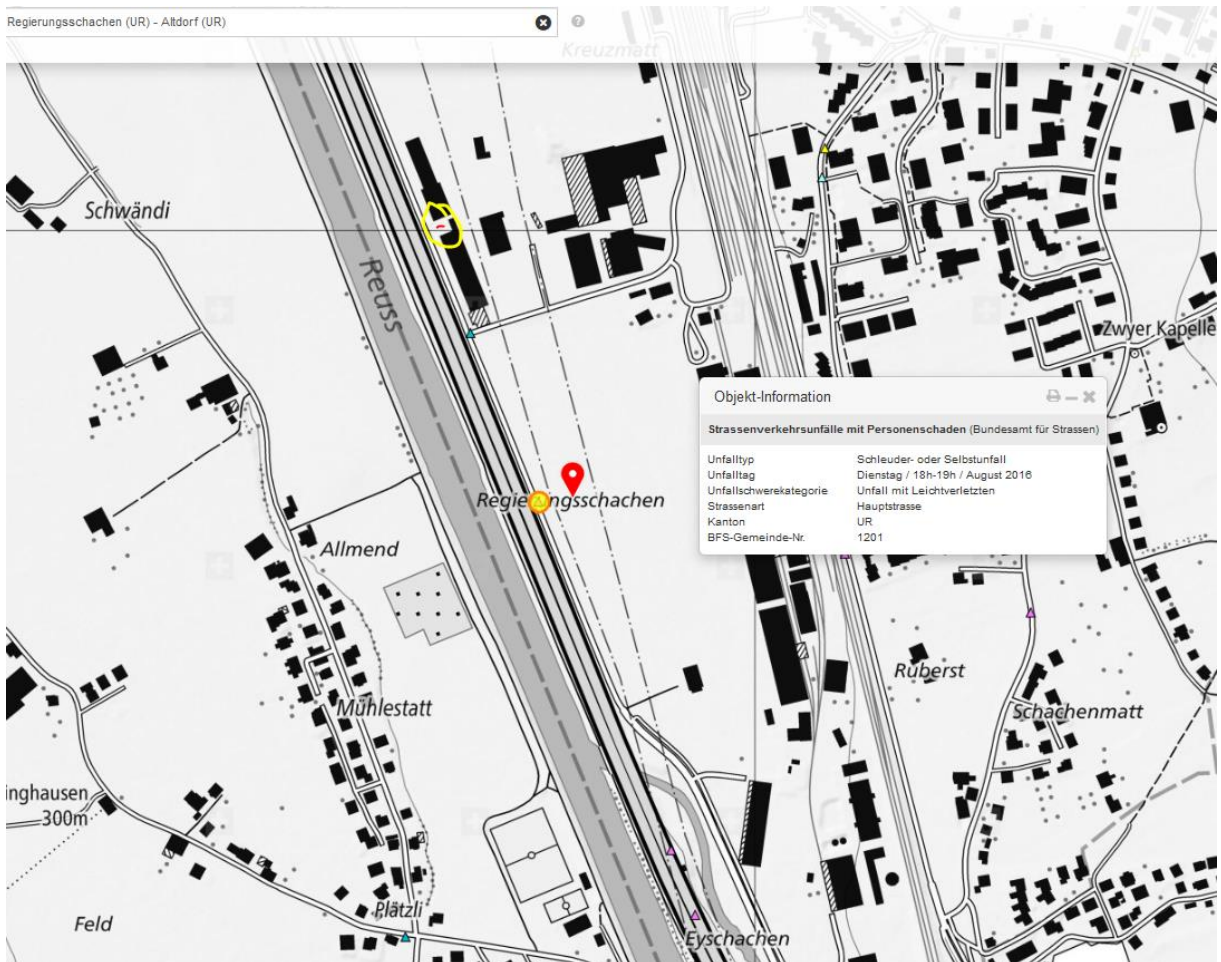 Regierungsschachen (UR) - Altdorf (UR)
Kreuzmatt
Schwändi
Reuss
Zwyer Kapelle
Objekt-Information
Strassenverkehrsunfälle mit Personenschaden (Bundesamt für Strassen)
Unfalltyp Schleuder- oder Selbstunfall
Unfalltag Dienstag / 18h-19h / August 2016
Unfallschwerekategorie Unfall mit Leichtverletzten
Strassenart Hauptstrasse
Kanton UR
BFS-Gemeinde-Nr. 1201
Regierungsschachen
Allmend
Ruberst
Mühlestatt
Schachenmatt
inghausen
300m
Plätzli
Feld
Eyschachen